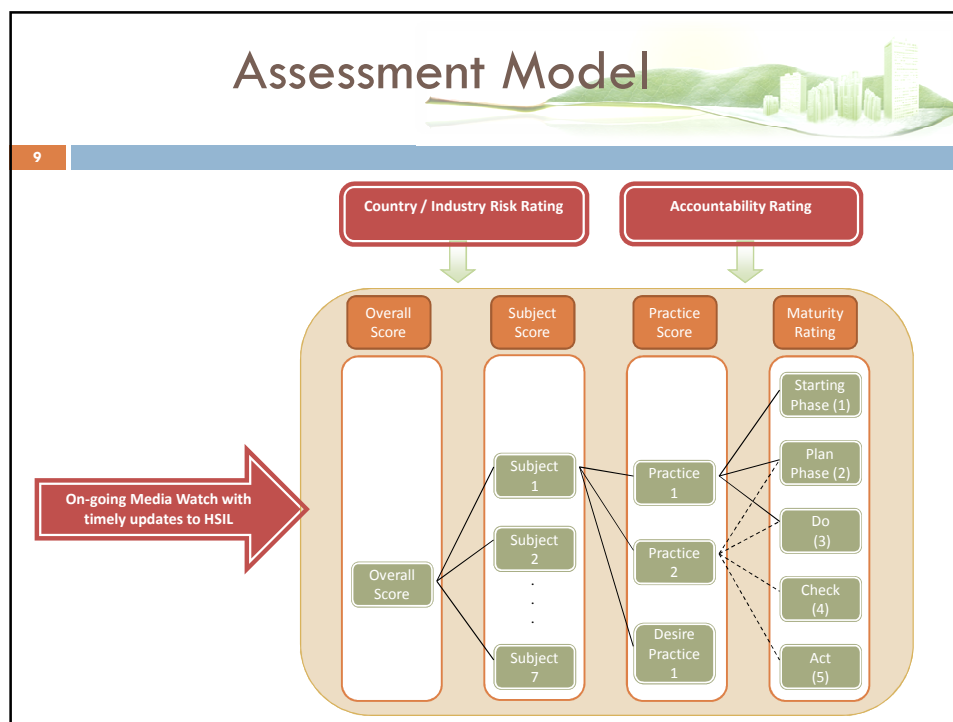 Assessment Model
9
Country / Industry Risk Rating
Accountability Rating
Overall
Score
Subject
Score
Practice
Score
Maturity
Rating
On-going Media Watch with
timely updates to HSIL
Overall
Score
Subject
1
Subject
2
.
.
.
.
Subject
7
Practice
1
Practice
2
Desire
Practice
1
Starting
Phase (1)
Plan
Phase (2)
Do
(3)
Check
(4)
Act
(5)